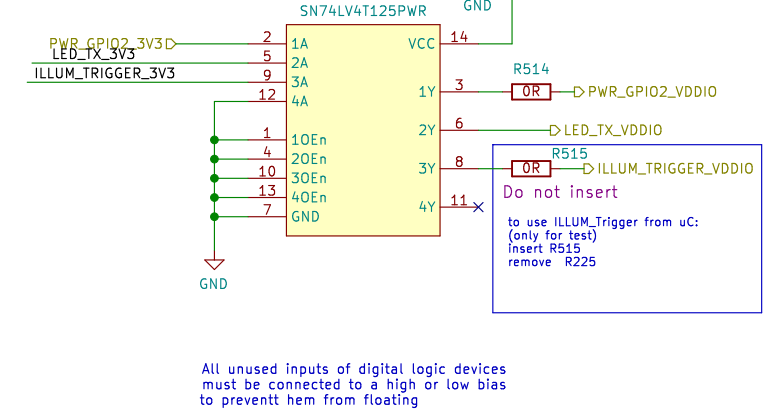 SN74LV4T125PWR
GND
PWR_GPIO2_3V3
2
1A
VCC
14
LED_TX_3V3
5
2A
ILLUM_TRIGGER_3V3
9
3A
R514
1Y
3
0R
PWR_GPIO2_VDDIO
12
4A
2Y
6
LED_TX_VDDIO
1
1OEn
4
2OEn
R515
3Y
8
0R
ILLUM_TRIGGER_VDDIO
10
3OEn
Do not insert
13
4OEn
4Y
11
7
GND
to use ILLUM_Trigger from uC:
(only for test)
insert R515
remove R225
GND
All unused inputs of digital logic devices
must be connected to a high or low bias
to preventt hem from floating